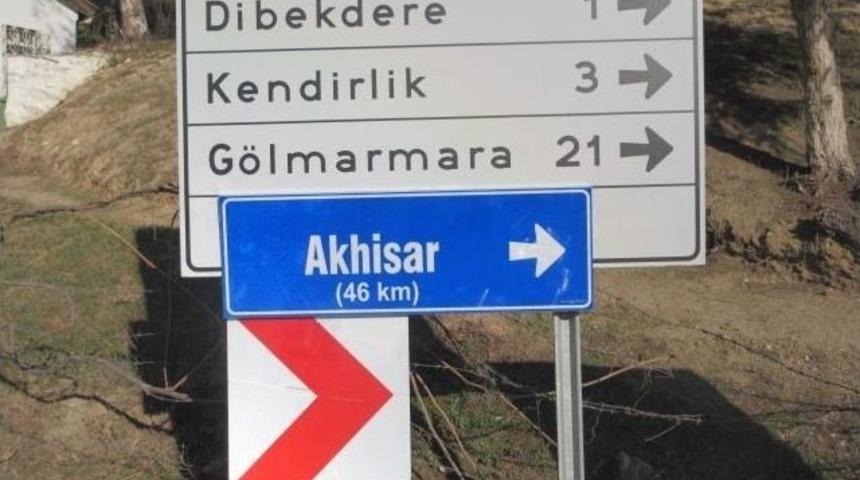 Dibekdere 1
Kendirlik 3
Gölmarmara 21
Akhisar
(46 km)